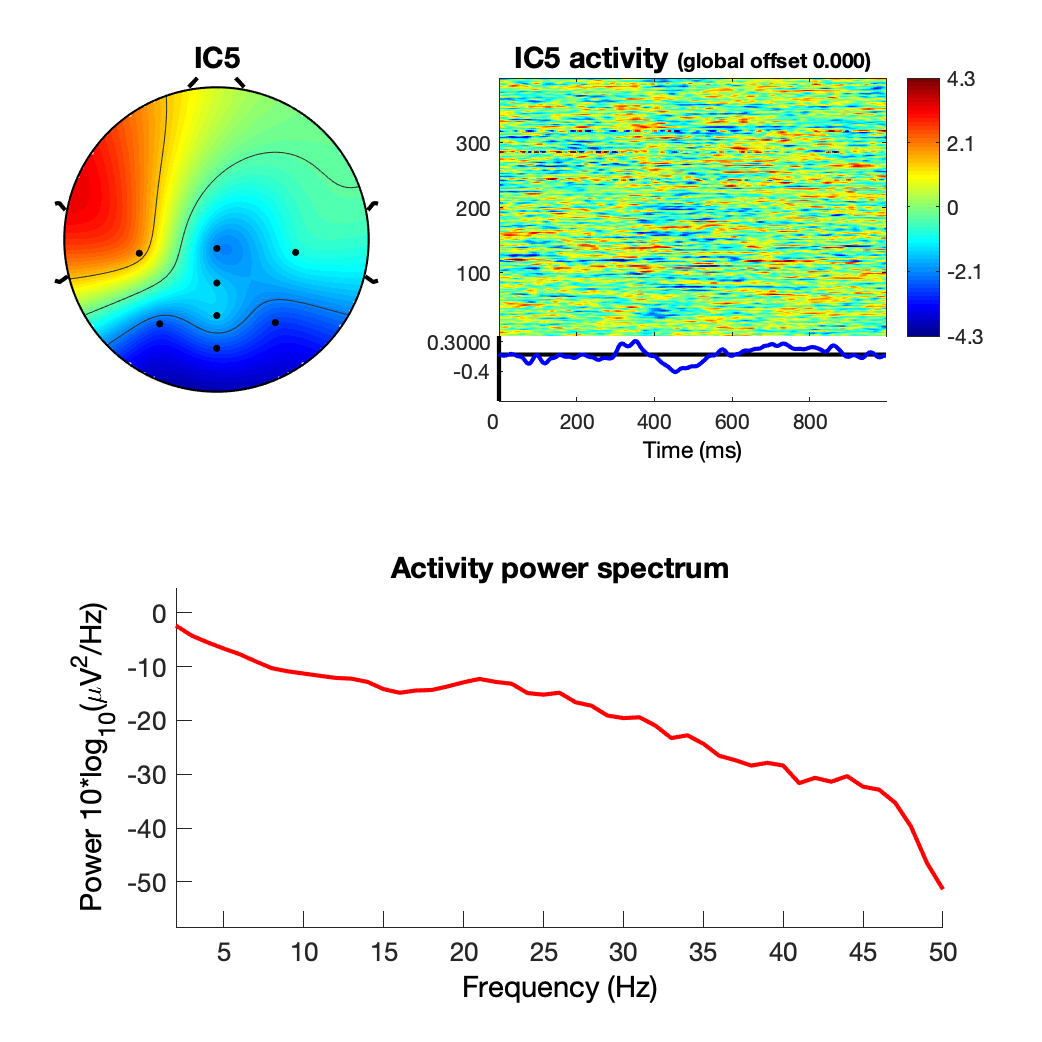 IC5
IC5 activity (global offset 0.000)
4.3
2.1
0
-2.1
-4.3
300
200
100
0.3000
-0.4
0 200 400 600 800
Time (ms)
Activity power spectrum
Power 10*log10(μV2/Hz)
0
-10
-20
-30
-40
-50
5 10 15 20 25 30 35 40 45 50
Frequency (Hz)